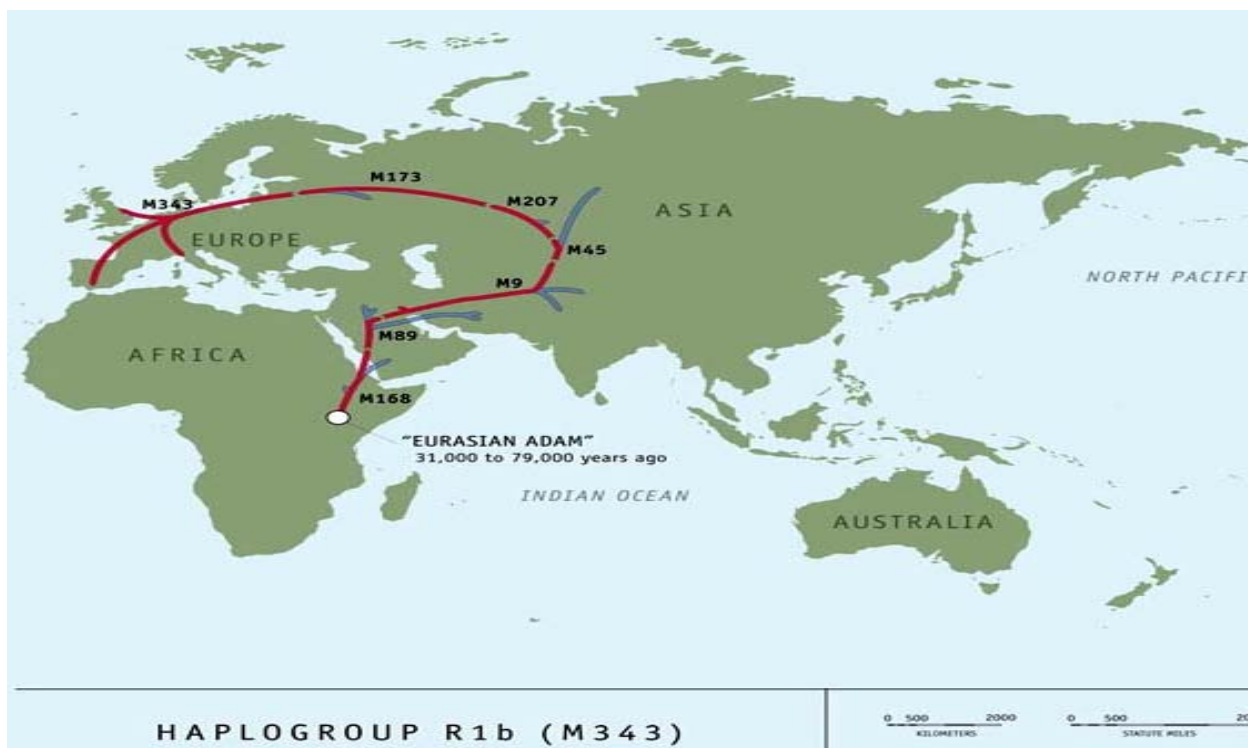 M173
M343
M207
ASIA
EUROPE
M45
M9
NORTH PACIFI
M89
AFRICA
M168
"EURASIAN ADAM"
31,000 to 79,000 years ago
INDIAN OCEAN
AUSTRALIA
HAPLOGROUP R1b (M343)
0 500 2000
KILOMETERS
0 500 20
STATUTE MILES